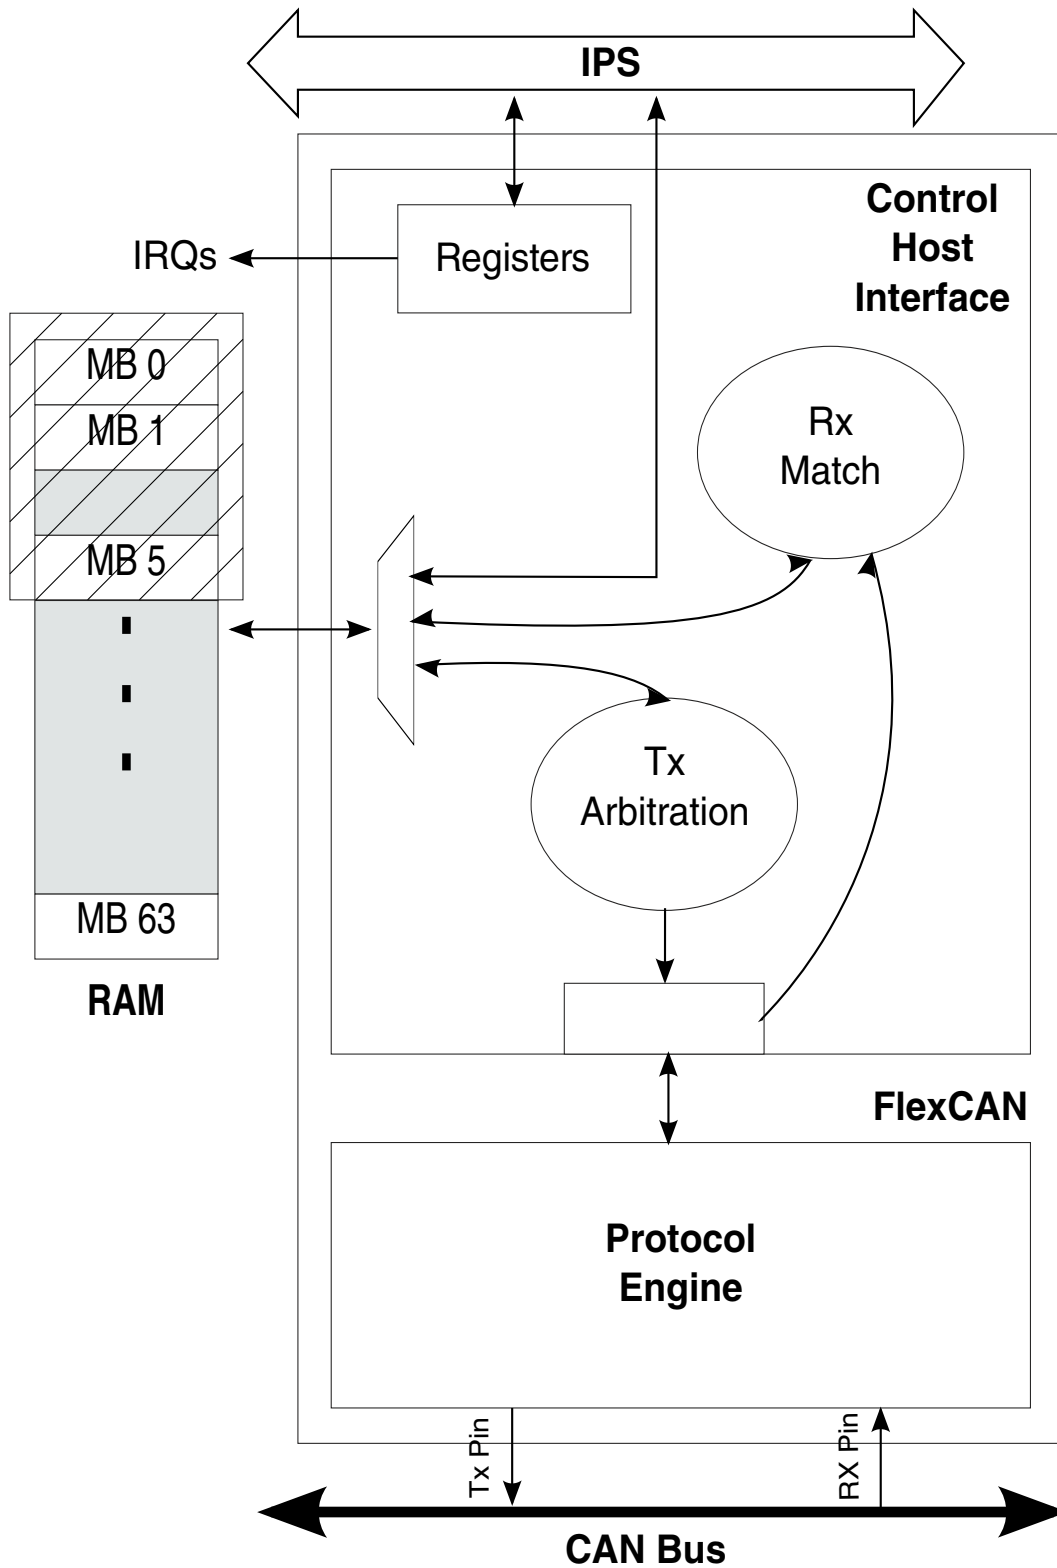 IPS
Control
Host
Interface
Registers
IRQs
MB 0
MB 1
MB 5
MB 63
RAM
Rx
Match
Tx
Arbitration
FlexCAN
Protocol
Engine
Tx Pin
RX Pin
CAN Bus